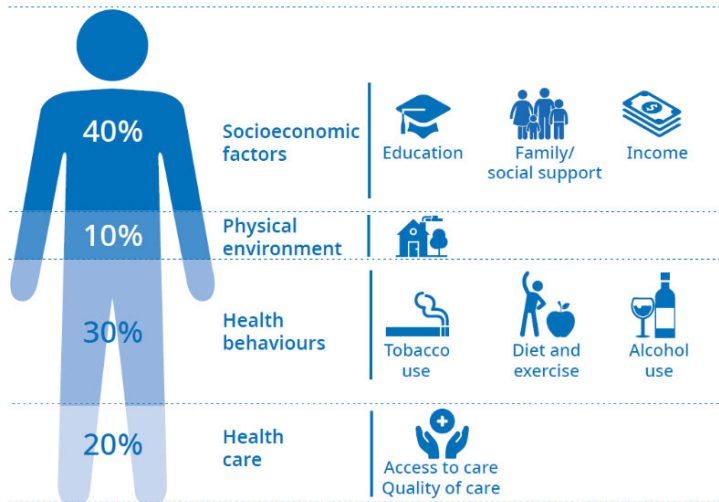 40%
Socioeconomic
factors
Education
Family/
social support
Income
$
10%
Physical
environment
30%
Health
behaviours
Tobacco
use
Diet and
exercise
Alcohol
use
20%
Health
care
Access to care
Quality of care